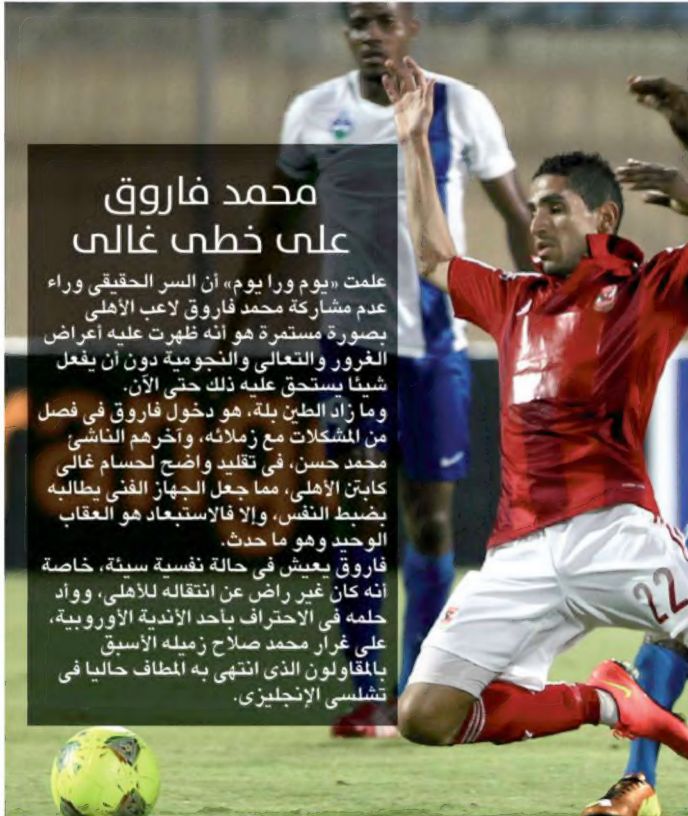 محمد فاروق
على خطى غالى
علمت «يوم ورا يوم» أن السر الحقيقى وراء
عدم مشاركة محمد فاروق لاعب الأهلى
بصورة مستمرة هو أنه ظهرت عليه أعراض
الغرور والتعالى والنجومية دون أن يفعل
شيئا يستحق عليه ذلك حتى الآن.
وما زاد الطين بلة، هو دخول فاروق فى فصل
من المشكلات مع زملائه، وآخرهم الناشئ
محمد حسن، فى تقليد واضح لحسام غالى
كابتن الأهلى، مما جعل الجهاز الفنى يطالبه
بضبط النفس، وإلا فالاستبعاد هو العقاب
الوحيد وهو ما حدث.
فاروق يعيش فى حالة نفسية سيئة، خاصة
أنه كان غير راض عن انتقاله للأهلى، ووأد
حلمه فى الاحتراف بأحد الأندية الأوروبية،
على غرار محمد صلاح زميله الأسبق
بالمقاولون الذى انتهى به المطاف حاليا فى
تشلسى الإنجليزى.
22